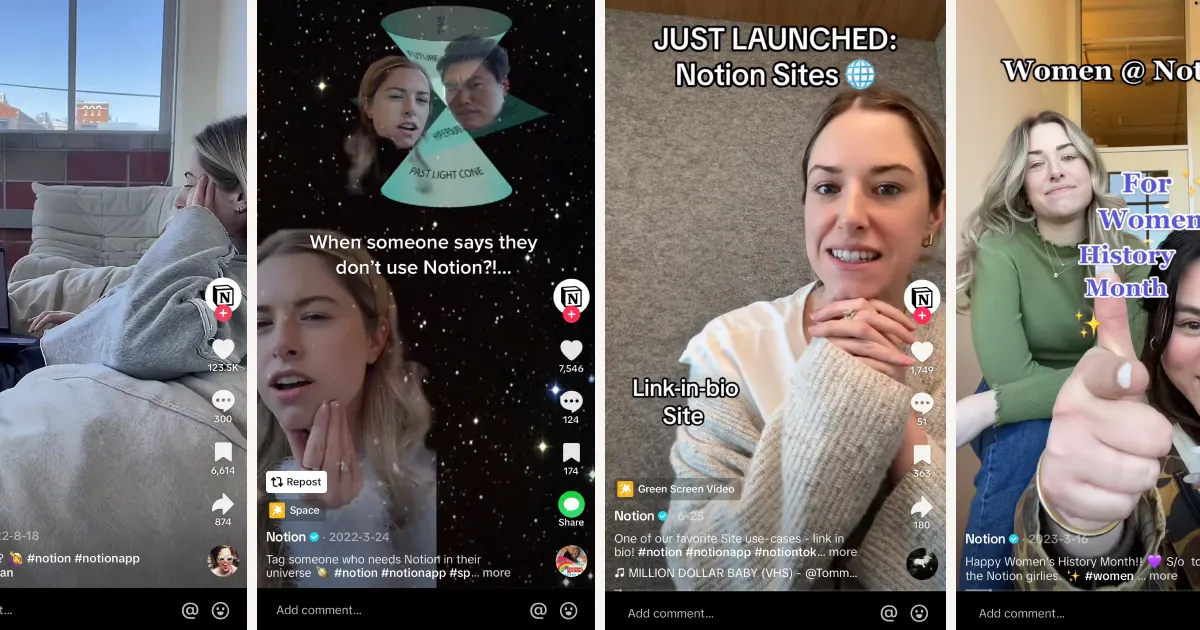 123.5K
300
6,614
874
2-8-18
? 🙋 #notion #notionapp
an
t...
TIME
FUTURE
HYPERSURF
PAST LIGHT CONE
When someone says they
don't use Notion?!...
7,546
124
174
Share
Repost
Space
Notion · 2022-3-24
Tag someone who needs Notion in their
universe 🪐 #notion #notionapp #sp... more
Add comment...
JUST LAUNCHED:
Notion Sites 🌐
Link-in-bio
Site
1,749
51
363
180
Green Screen Video
Notion · 6-25
One of our favorite Site use-cases - link in
bio! #notion #notionapp #notiontok... more
MILLION DOLLAR BABY (VHS) - @Tomm...
Add comment...
Women @ Not
For
Women
History
Month
Notion · 2023-3-16
Happy Women's History Month!! 💜 S/o to
the Notion girlies. ✨ #women ... more
Add comment...